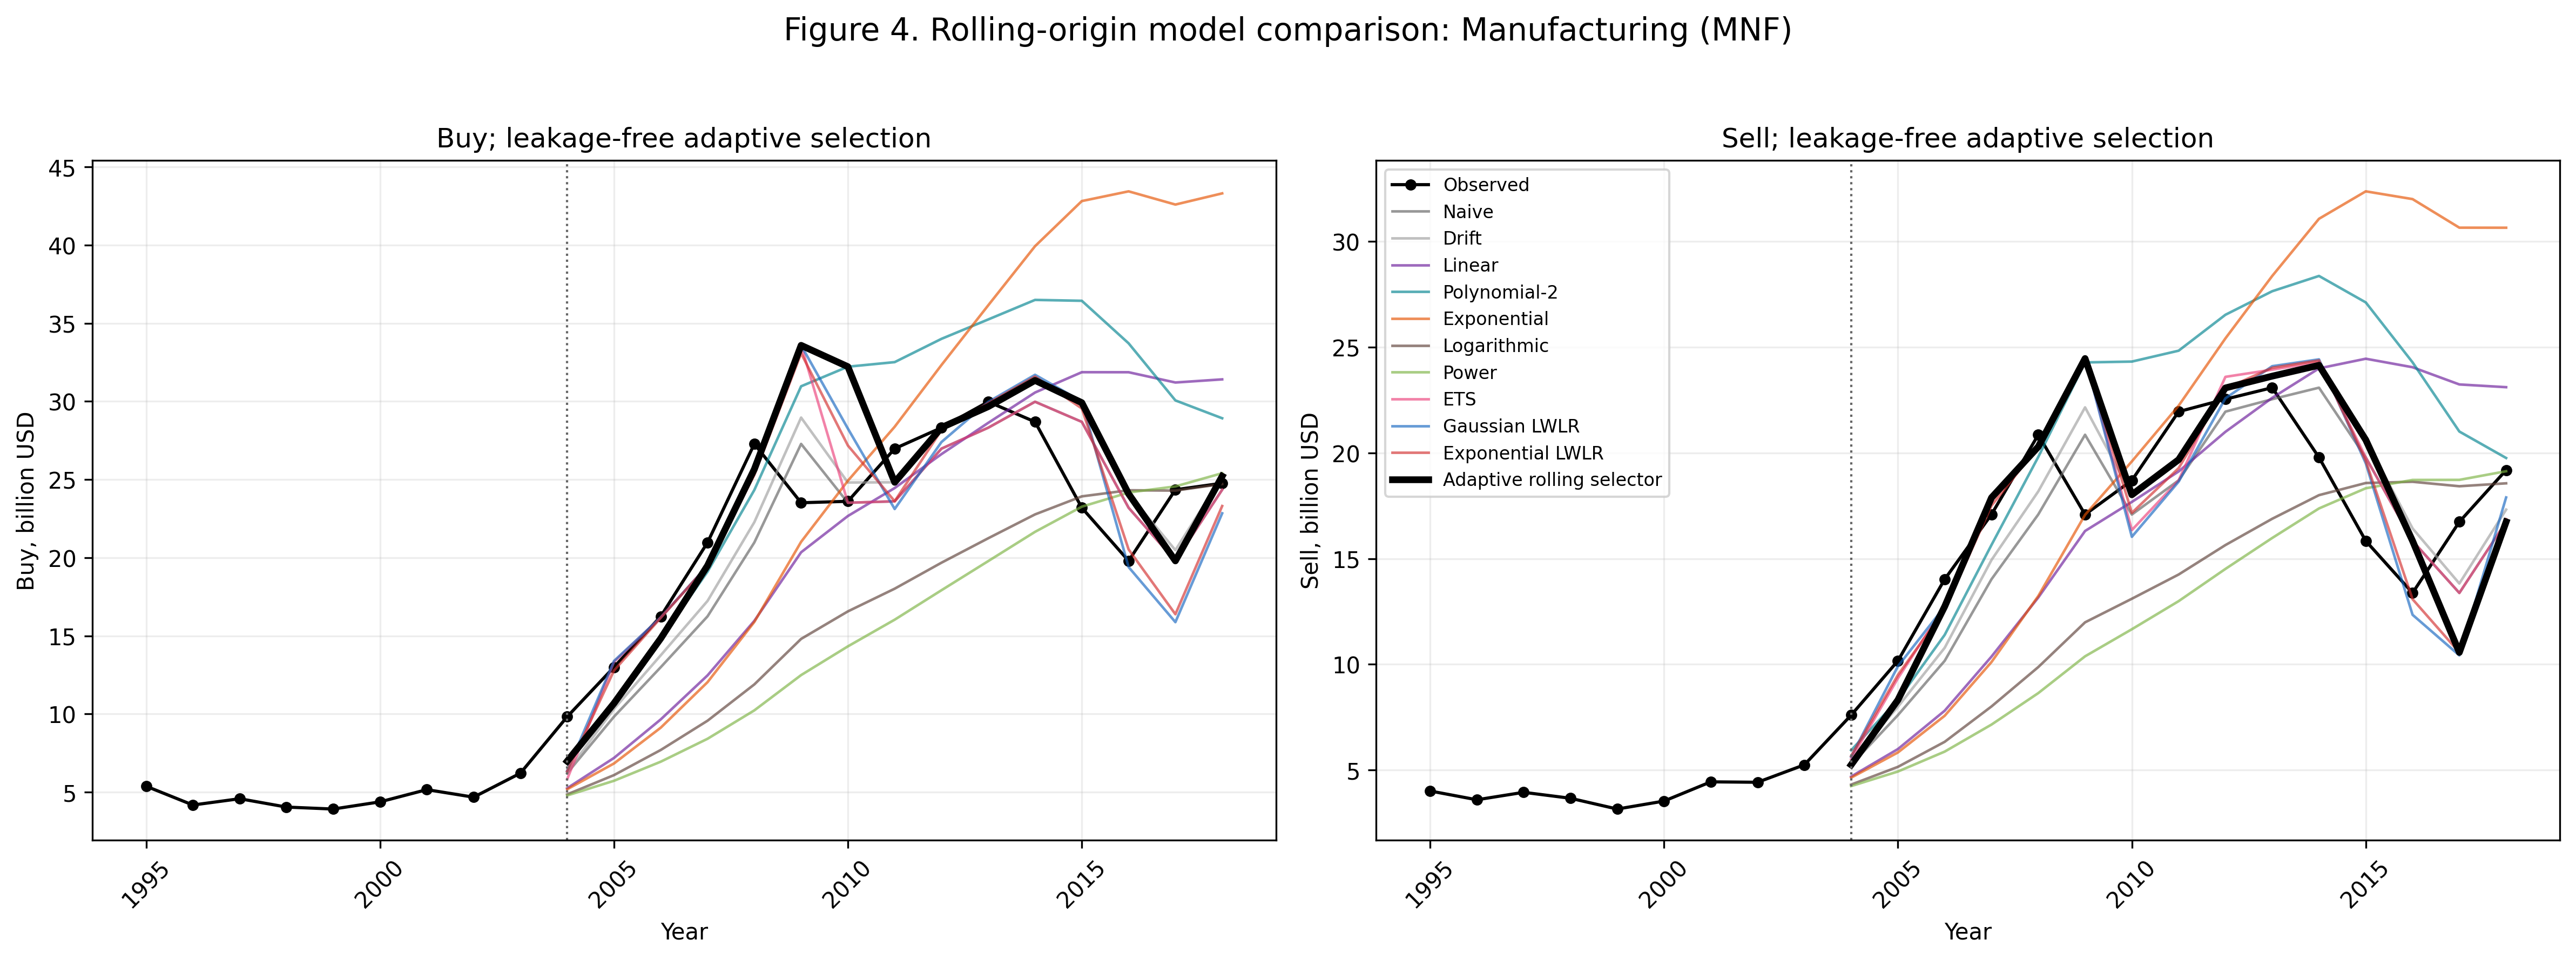 Figure 4. Rolling-origin model comparison: Manufacturing (MNF)
Buy; leakage-free adaptive selection
45
40
35
30
25
20
15
10
5
Buy, billion USD
1995
2000
2005
2010
2015
Year
Sell; leakage-free adaptive selection
30
25
20
15
10
5
Sell, billion USD
1995
2000
2005
2010
2015
Year
Observed
Naive
Drift
Linear
Polynomial-2
Exponential
Logarithmic
Power
ETS
Gaussian LWLR
Exponential LWLR
Adaptive rolling selector